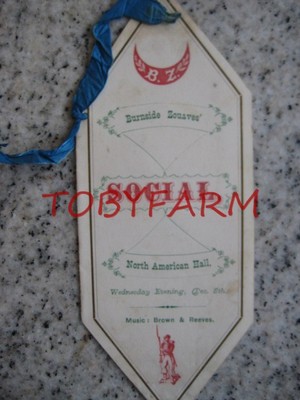 B. Z.
Burnside Zouaves'
SOCIAL
TOBYFARM
North American Hall.
Wednesday Evening,
Music: Brown & Reeves.